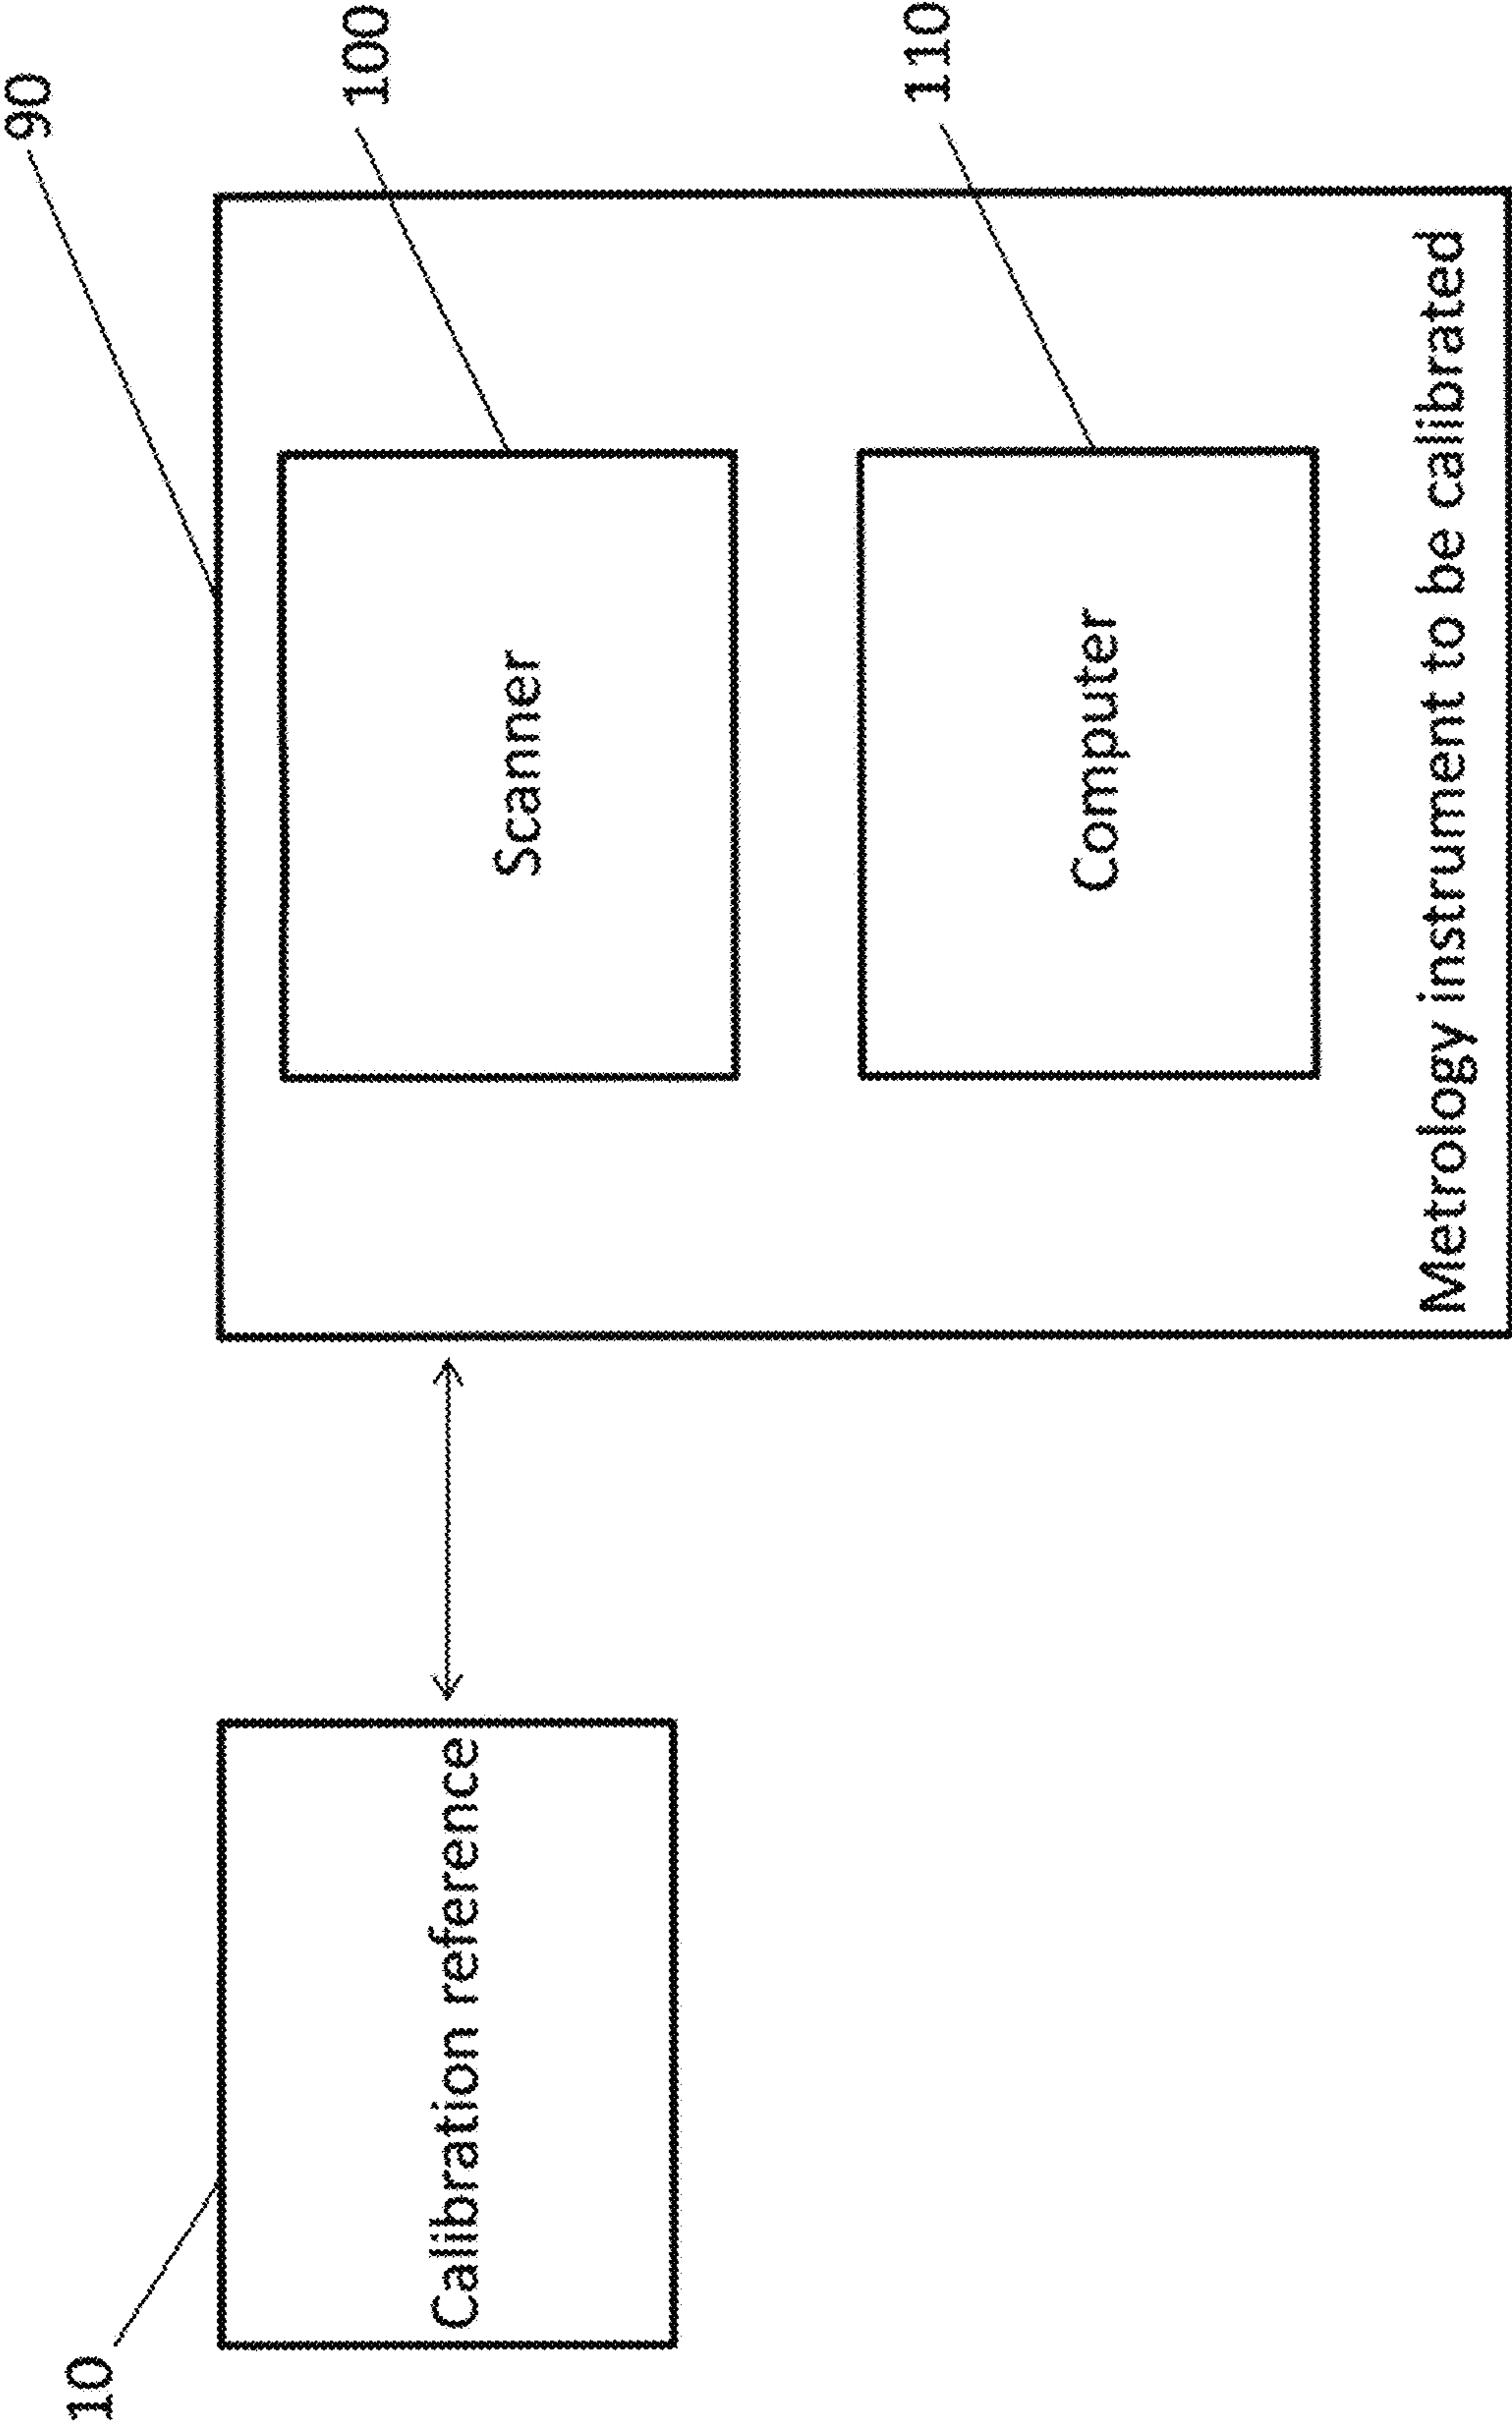 90
10
100
Calibration reference
Scanner
110
Computer
Metrology instrument to be calibrated